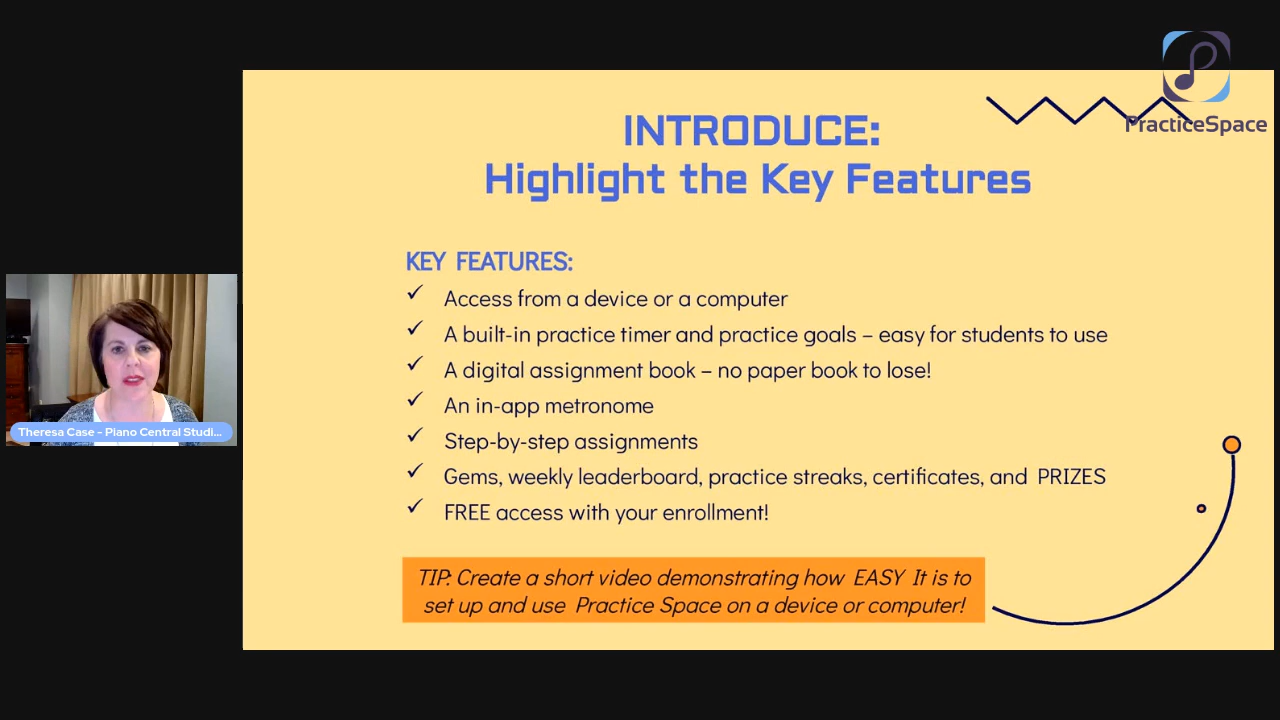 PracticeSpace
INTRODUCE:
Highlight the Key Features
KEY FEATURES:
✓ Access from a device or a computer
✓ A built-in practice timer and practice goals – easy for students to use
✓ A digital assignment book – no paper book to lose!
✓ An in-app metronome
✓ Step-by-step assignments
✓ Gems, weekly leaderboard, practice streaks, certificates, and PRIZES
✓ FREE access with your enrollment!
TIP: Create a short video demonstrating how EASY It is to
set up and use Practice Space on a device or computer!
Theresa Case - Piano Central Studi...